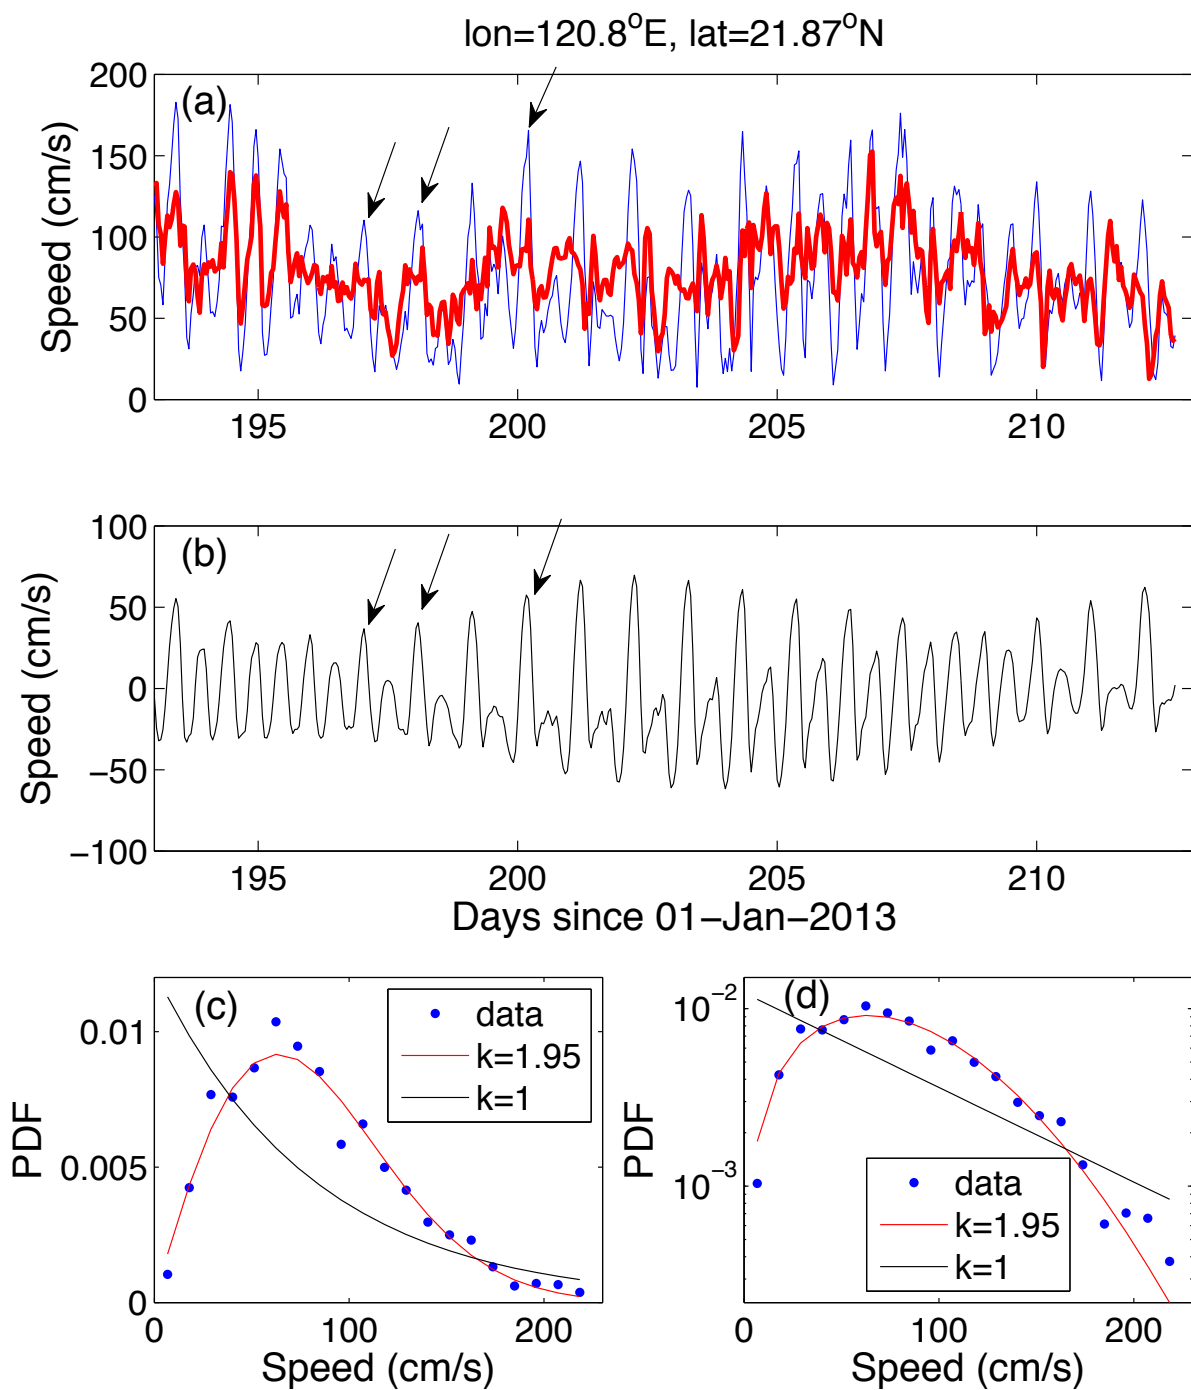 lon=120.8°E, lat=21.87°N
(a)
Speed (cm/s)
200
150
100
50
0
195 200 205 210
(b)
Speed (cm/s)
100
50
0
−50
−100
195 200 205 210
Days since 01−Jan−2013
(c)
PDF
0.01
0.005
0
data
k=1.95
k=1
0 100 200
Speed (cm/s)
(d)
PDF
10⁻²
10⁻³
data
k=1.95
k=1
0 100 200
Speed (cm/s)